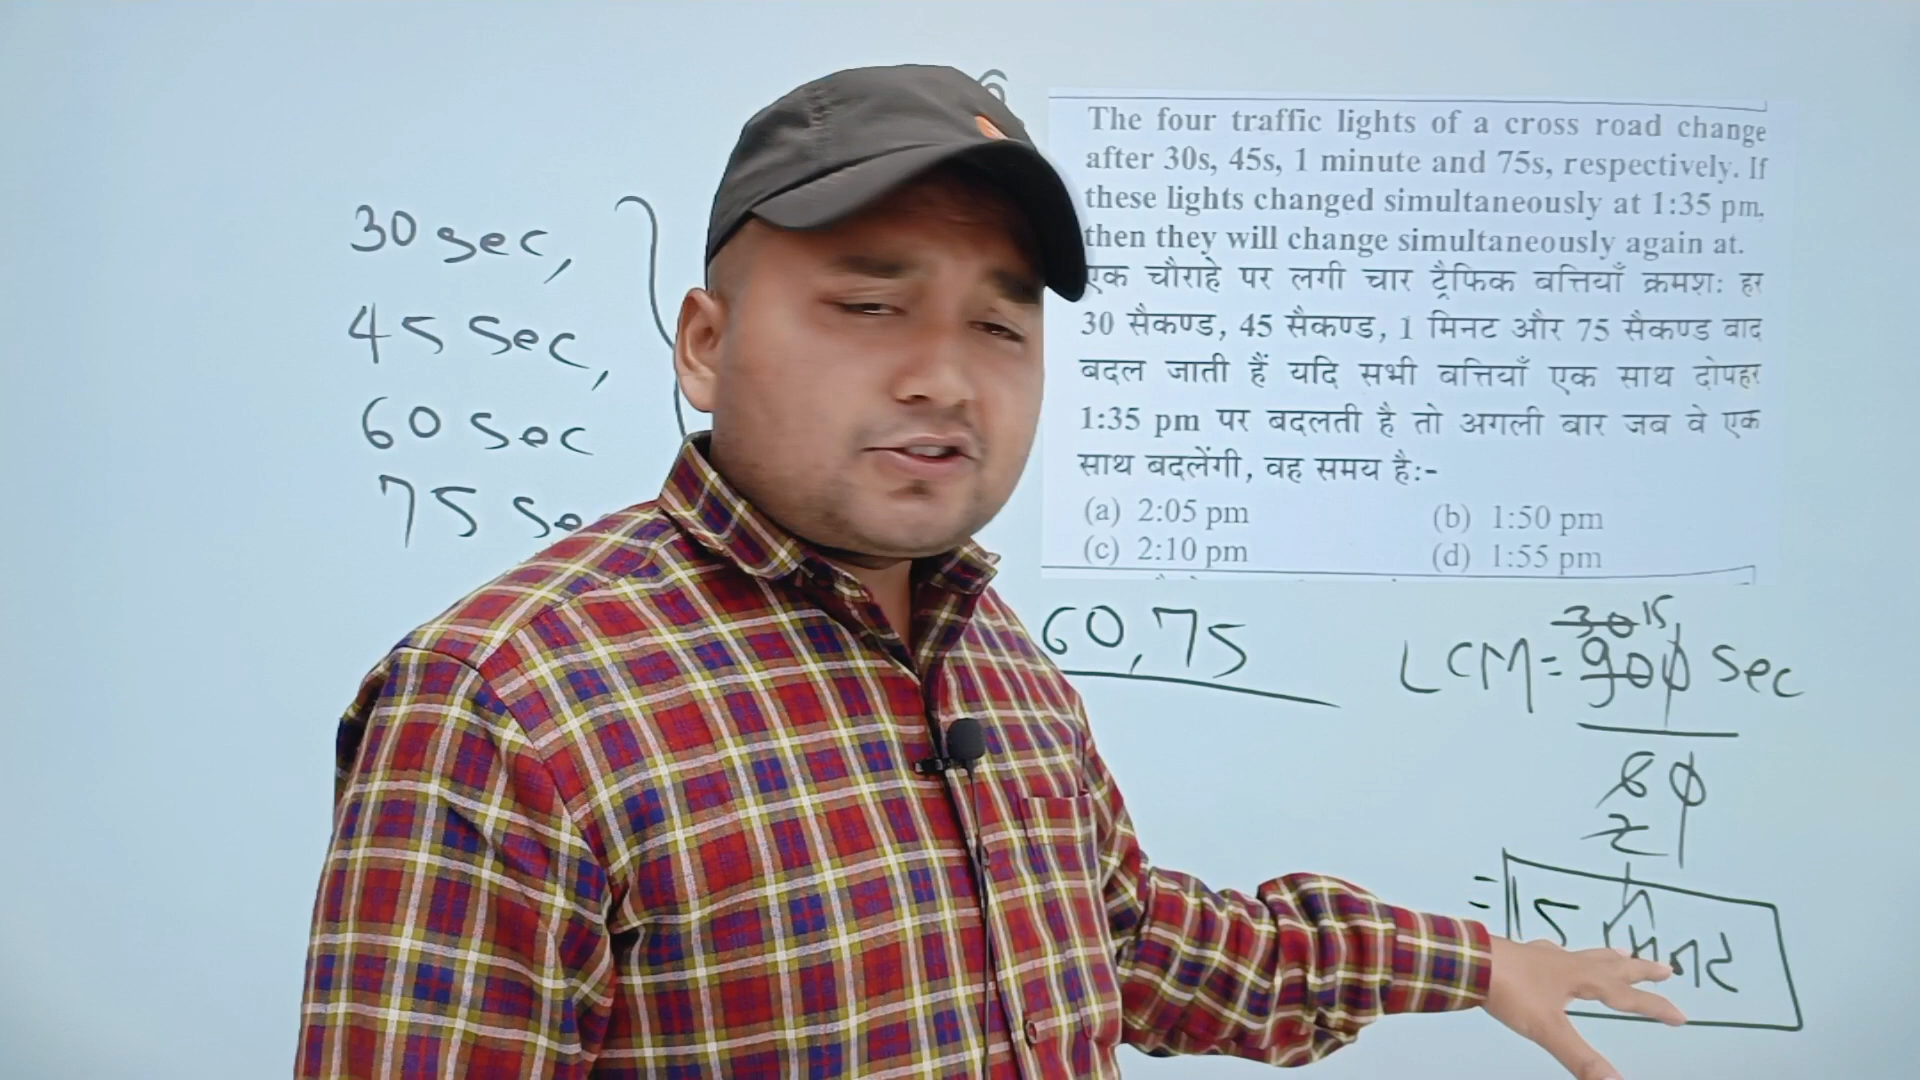 The four traffic lights of a cross road change
after 30s, 45s, 1 minute and 75s, respectively. If
these lights changed simultaneously at 1:35 pm,
then they will change simultaneously again at.
एक चौराहे पर लगी चार ट्रैफिक बत्तियाँ क्रमशः हर
30 सैकण्ड, 45 सैकण्ड, 1 मिनट और 75 सैकण्ड बाद
बदल जाती हैं यदि सभी बत्तियाँ एक साथ दोपहर
1:35 pm पर बदलती है तो अगली बार जब वे एक
साथ बदलेंगी, वह समय है:-
(a) 2:05 pm (b) 1:50 pm
(c) 2:10 pm (d) 1:55 pm
30 sec,
45 sec,
60 sec
75 se
60, 75
30 15
LCM = 900 sec
60
2
= 15 मिनट